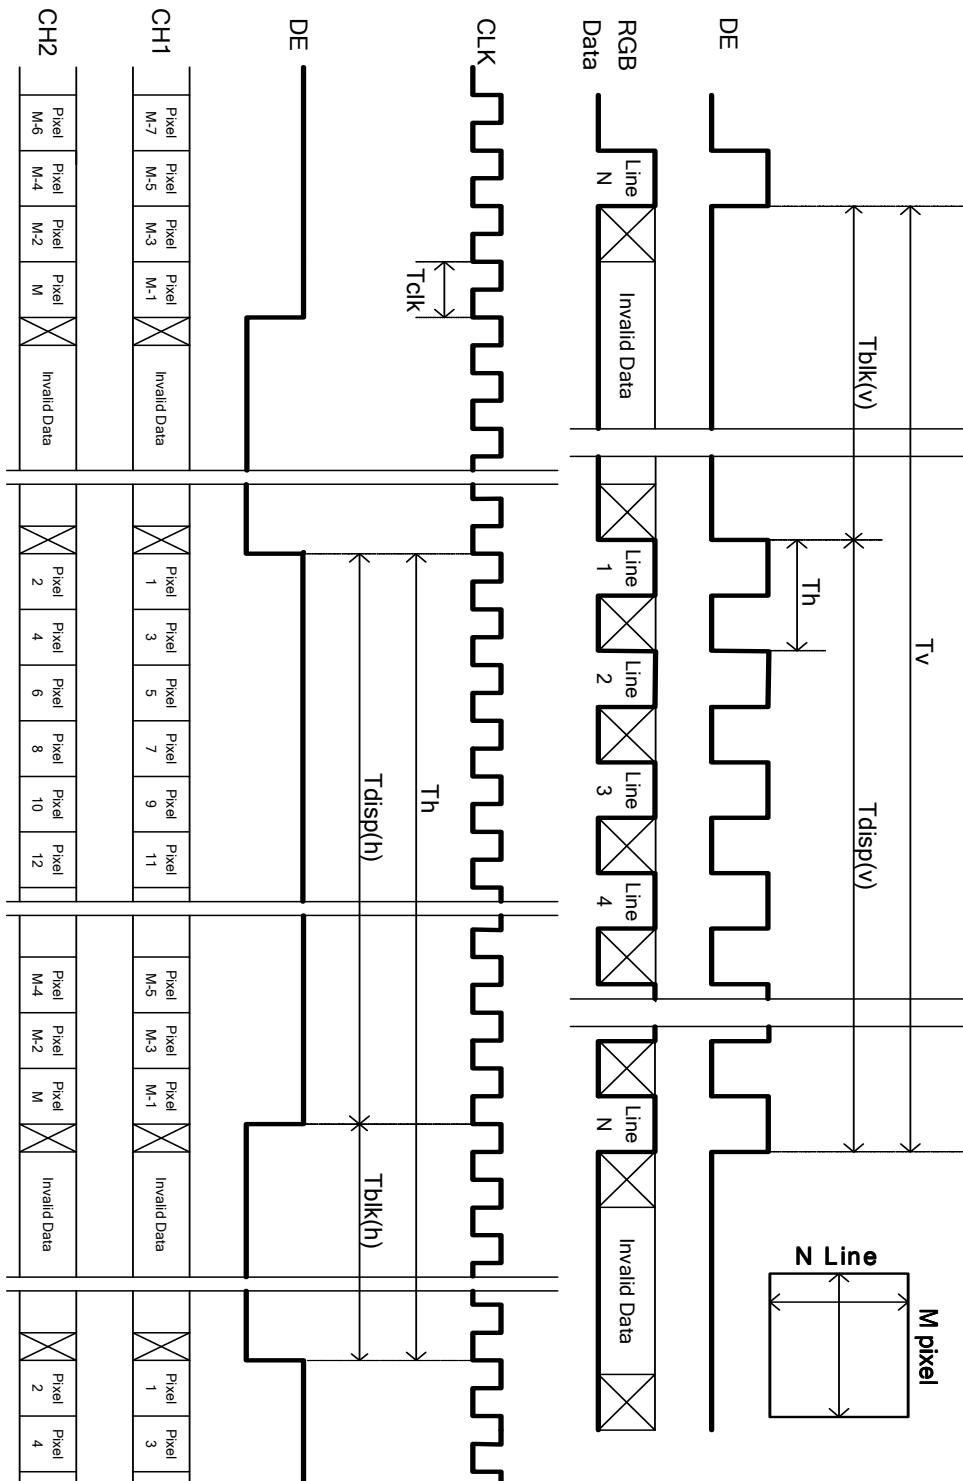 Tv
M pixel
N Line
Tblk(v) Tdisp(v)
Th
DE
RGB Data
Line N
Invalid Data
Line 1
Line 2
Line 3
Line 4
Line N
Invalid Data
CLK
Tclk
Th
Tdisp(h) Tblk(h)
DE
CH1
Pixel M-7
Pixel M-5
Pixel M-3
Pixel M-1
Invalid Data
Pixel 1
Pixel 3
Pixel 5
Pixel 7
Pixel 9
Pixel 11
Pixel M-5
Pixel M-3
Pixel M-1
Invalid Data
Pixel 1
Pixel 3
CH2
Pixel M-6
Pixel M-4
Pixel M-2
Pixel M
Invalid Data
Pixel 2
Pixel 4
Pixel 6
Pixel 8
Pixel 10
Pixel 12
Pixel M-4
Pixel M-2
Pixel M
Invalid Data
Pixel 2
Pixel 4